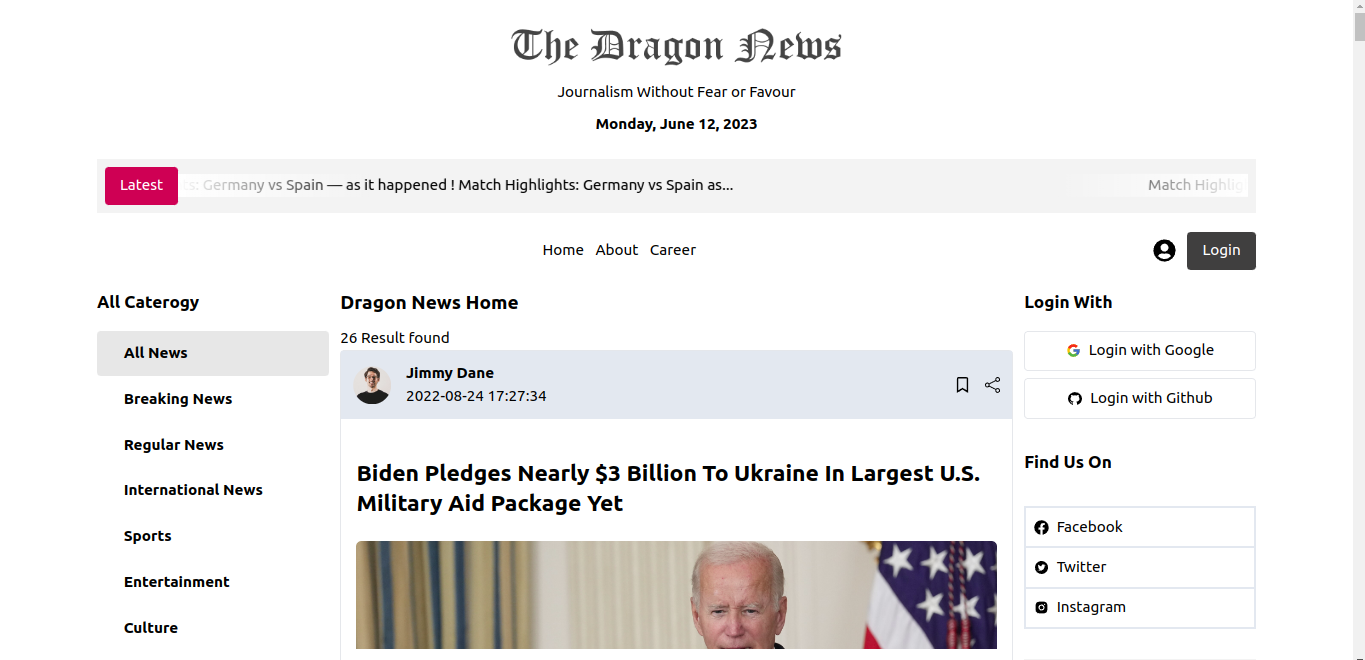 The Dragon News
Journalism Without Fear or Favour
Monday, June 12, 2023
Latest
Germany vs Spain — as it happened ! Match Highlights: Germany vs Spain as...
Match
Home About Career
Login
All Caterogy
All News
Breaking News
Regular News
International News
Sports
Entertainment
Culture
Dragon News Home
26 Result found
Jimmy Dane
2022-08-24 17:27:34
Biden Pledges Nearly $3 Billion To Ukraine In Largest U.S.
Military Aid Package Yet
Login With
Login with Google
Login with Github
Find Us On
Facebook
Twitter
Instagram